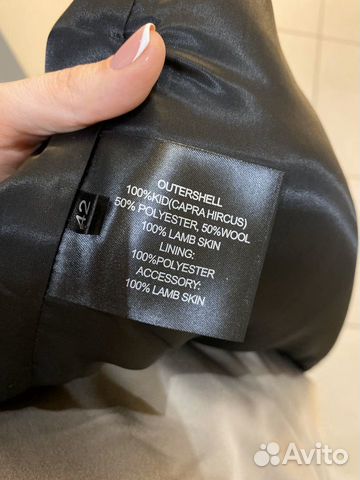 OUTERSHELL
100%KID(CAPRA HIRCUS)
50% POLYESTER, 50%WOOL
100% LAMB SKIN
LINING:
100%POLYESTER
ACCESSORY:
100% LAMB SKIN
42
Avito